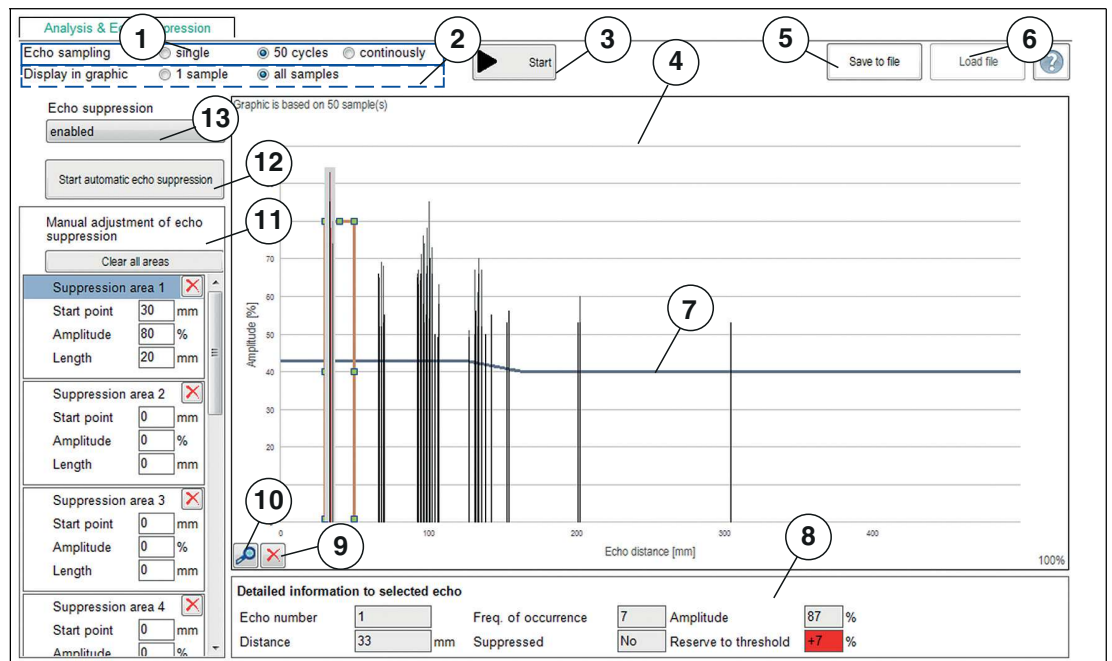 Analysis & E pression
1
2
3
4
5
6
Echo sampling single 50 cycles continously
Display in graphic 1 sample all samples
Start
Save to file
Load file
?
Echo suppression
13
enabled
12
Start automatic echo suppression
11
Manual adjustment of echo
suppression
Clear all areas
Suppression area 1
Start point 30 mm
Amplitude 80 %
Length 20 mm
Suppression area 2
Start point 0 mm
Amplitude 0 %
Length 0 mm
Suppression area 3
Start point 0 mm
Amplitude 0 %
Length 0 mm
Suppression area 4
Start point 0 mm
Amplitude 0 %
Graphic is based on 50 sample(s)
Amplitude [%]
70
60
50
40
30
20
7
10
9
8
0 100 200 300 400
Echo distance [mm]
100%
Detailed information to selected echo
Echo number 1 Freq. of occurrence 7 Amplitude 87 %
Distance 33 mm Suppressed No Reserve to threshold +7 %